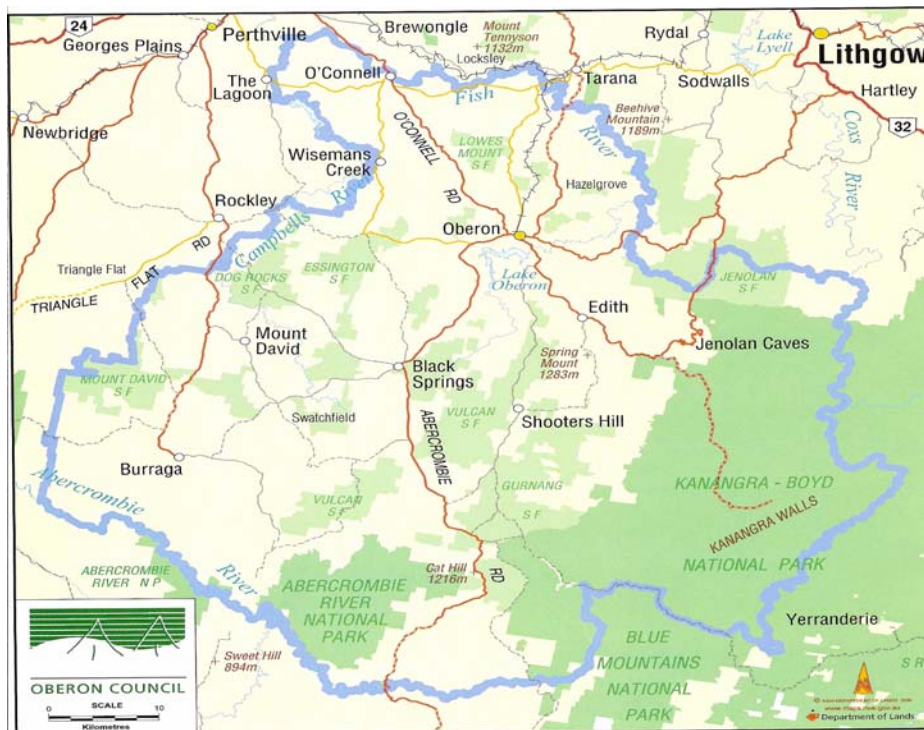 24
Perthville
Georges Plains
Brewongle
Mount
Tennyson
1132m
Rydal
Lake
Lyell
Lithgow
The
Lagoon
O'Connell
Locksley
Tarana
Sodwalls
Hartley
Fish
Beehive
Mountain
1189m
32
Newbridge
O'CONNELL
RD
LOWES
MOUNT
S F
River
Coxs
River
Wisemans
Creek
Hazelgrove
Rockley
Campbells
River
Oberon
Triangle Flat
TRIANGLE
FLAT
RD
DOG ROCKS
S F
ESSINGTON
S F
Lake
Oberon
JENOLAN
S F
Edith
Mount
David
Jenolan Caves
Spring
Mount
1283m
Black
Springs
MOUNT DAVID
S F
Swatchfield
VULCAN
S F
Shooters Hill
ABERCROMBIE
RD
Burraga
Abercrombie
River
VULCAN
S F
GURNANG
S F
KANANGRA - BOYD
NATIONAL PARK
KANANGRA WALLS
ABERCROMBIE
RIVER N P
Cat Hill
1216m
ABERCROMBIE
RIVER
NATIONAL
PARK
Yerranderie
BLUE
MOUNTAINS
NATIONAL
PARK
Sweet Hill
894m
OBERON COUNCIL
SCALE
0 10
Kilometres
S R
Department of Lands